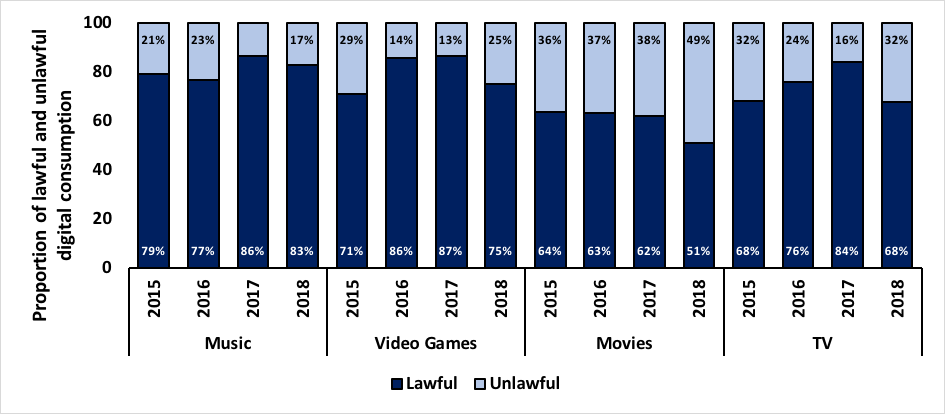 Proportion of lawful and unlawful
digital consumption
100
80
60
40
20
0
21% 23% 17% 29% 14% 13% 25% 36% 37% 38% 49% 32% 24% 16% 32%
79% 77% 86% 83% 71% 86% 87% 75% 64% 63% 62% 51% 68% 76% 84% 68%
2015 2016 2017 2018 2015 2016 2017 2018 2015 2016 2017 2018 2015 2016 2017 2018
Music Video Games Movies TV
Lawful Unlawful